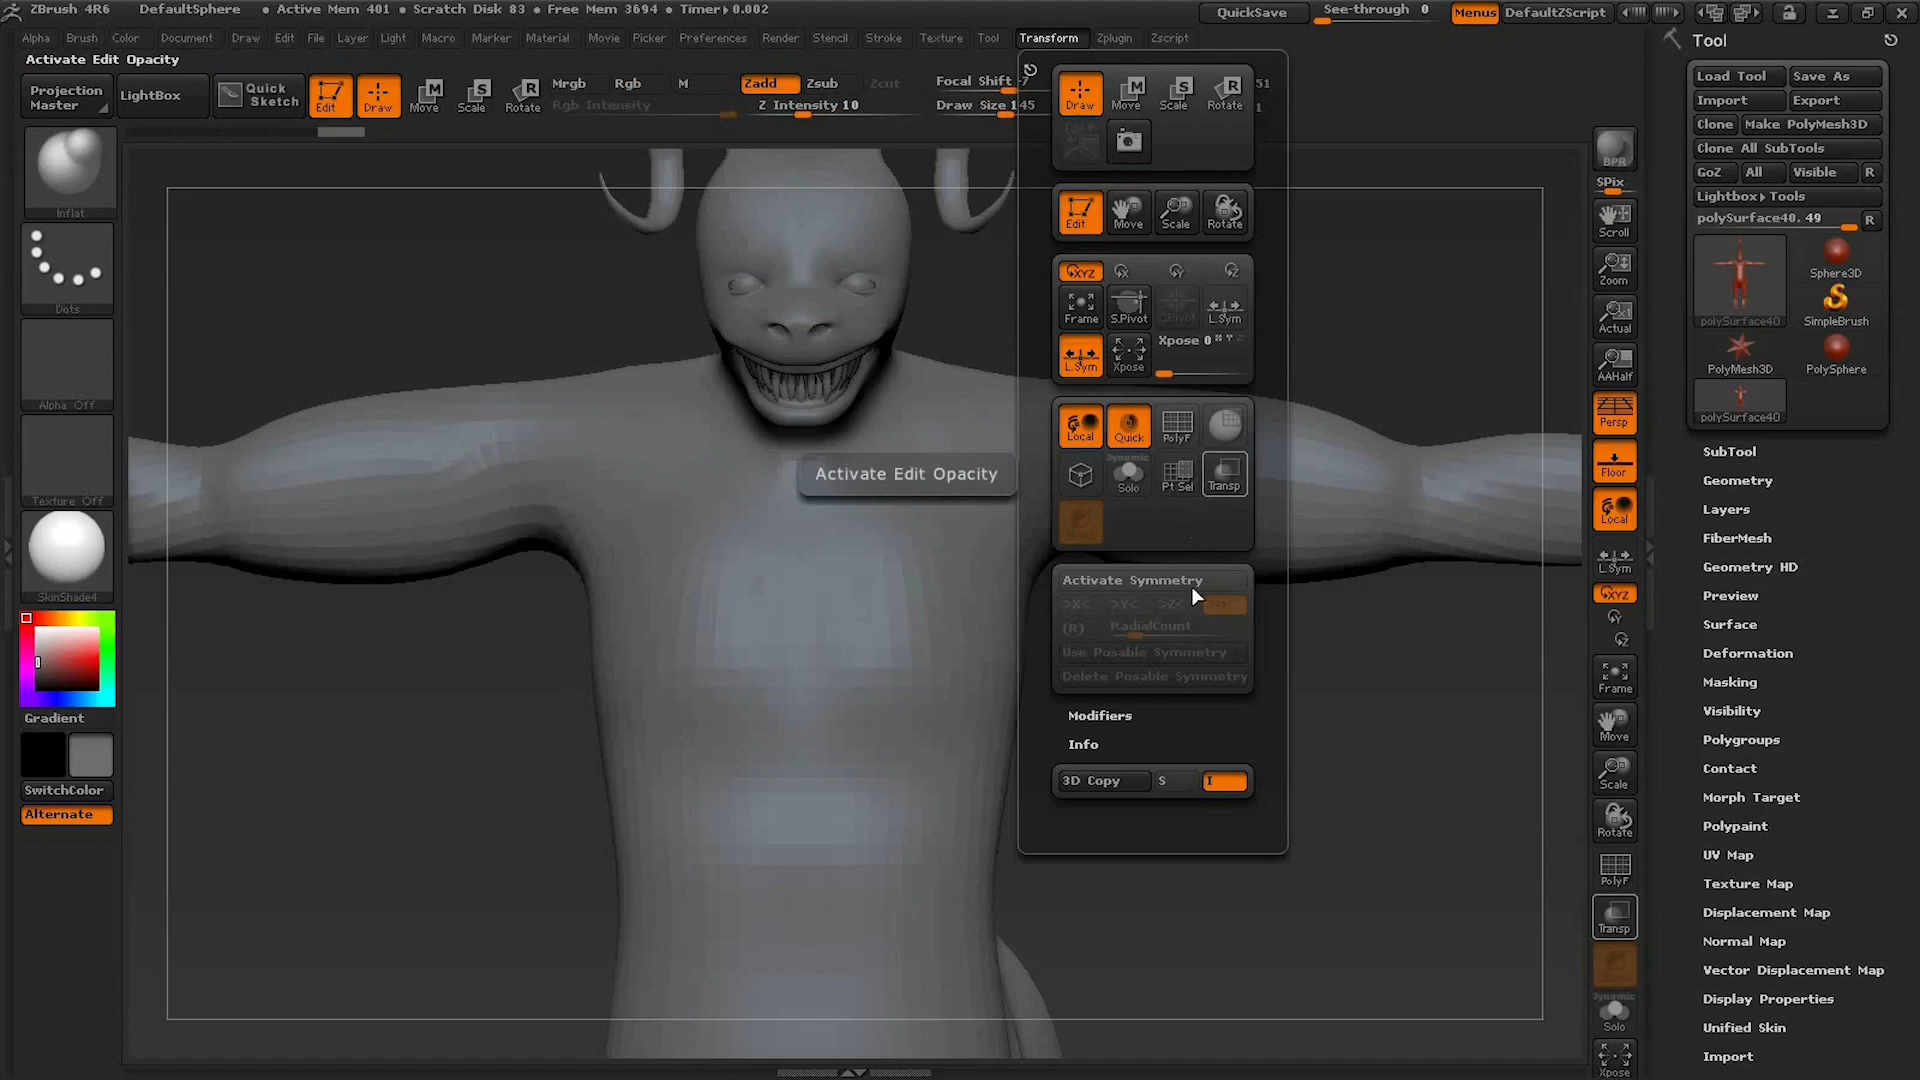 ZBrush 4R6 DefaultSphere • Active Mem 401 • Scratch Disk 83 • Free Mem 3694 • Timer▸0.002 QuickSave See-through 0 Menus DefaultZScript
Alpha Brush Color Document Draw Edit File Layer Light Macro Marker Material Movie Picker Preferences Render Stencil Stroke Texture Tool Transform Zplugin Zscript
Activate Edit Opacity
Projection Master
LightBox
Quick Sketch
Edit Draw Move Scale Rotate
Mrgb Rgb M
Rgb Intensity
Zadd Zsub Zcut
Z Intensity 10
Focal Shift -7
Draw Size 145
51
1
Inflat
Dots
Alpha Off
Texture Off
SkinShade4
Gradient
SwitchColor
Alternate
Activate Edit Opacity
Draw Move Scale Rotate
Edit Move Scale Rotate
XYZ X Y Z
Frame S.Pivot C.Pivot L.Sym
L.Sym Xpose Xpose 0 X Y Z
Local Quick PolyF
Dynamic
Solo Pt Sel Transp
Activate Symmetry
>X< >Y< >Z< >M<
(R) RadialCount
Use Posable Symmetry
Delete Posable Symmetry
Modifiers
Info
3D Copy S I
BPR
SPix
Scroll
Zoom
Actual
AAHalf
Persp
Floor
Local
L.Sym
XYZ
Y
Z
Frame
Move
Scale
Rotate
PolyF
Transp
Dynamic
Solo
Xpose
Tool
Load Tool Save As
Import Export
Clone Make PolyMesh3D
Clone All SubTools
GoZ All Visible R
Lightbox▸Tools
polySurface40. 49 R
polySurface40
Sphere3D
SimpleBrush
PolyMesh3D
PolySphere
polySurface40
SubTool
Geometry
Layers
FiberMesh
Geometry HD
Preview
Surface
Deformation
Masking
Visibility
Polygroups
Contact
Morph Target
Polypaint
UV Map
Texture Map
Displacement Map
Normal Map
Vector Displacement Map
Display Properties
Unified Skin
Import